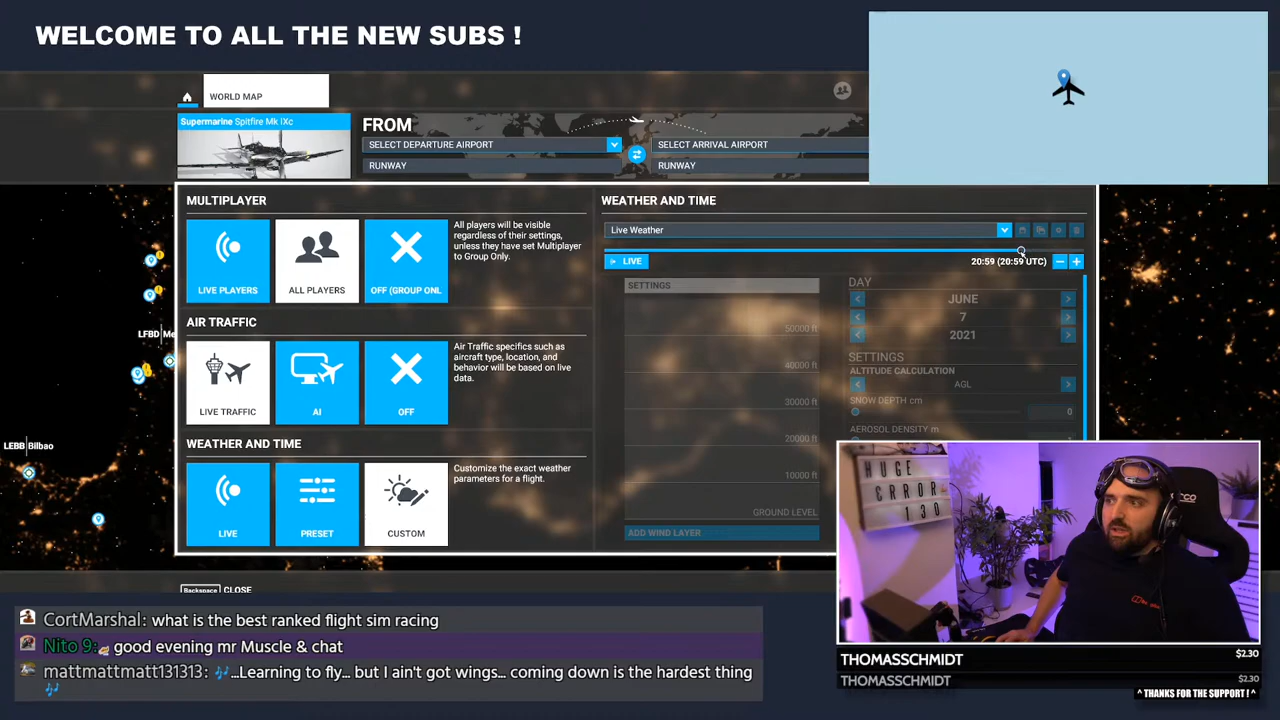 WELCOME TO ALL THE NEW SUBS !
WORLD MAP
Supermarine Spitfire Mk IXc
FROM
SELECT DEPARTURE AIRPORT
RUNWAY
SELECT ARRIVAL AIRPORT
RUNWAY
MULTIPLAYER
LIVE PLAYERS
ALL PLAYERS
OFF (GROUP ONL
All players will be visible
regardless of their settings,
unless they have set Multiplayer
to Group Only.
AIR TRAFFIC
LIVE TRAFFIC
AI
OFF
Air Traffic specifics such as
aircraft type, location, and
behavior will be based on live
data.
WEATHER AND TIME
LIVE
PRESET
CUSTOM
Customize the exact weather
parameters for a flight.
WEATHER AND TIME
Live Weather
LIVE
20:59 (20:59 UTC)
SETTINGS
50000 ft
40000 ft
30000 ft
20000 ft
10000 ft
GROUND LEVEL
ADD WIND LAYER
DAY
JUNE
7
2021
SETTINGS
ALTITUDE CALCULATION
AGL
SNOW DEPTH cm
0
AEROSOL DENSITY m
LFBD | Me
LEBB | Bilbao
Backspace CLOSE
CortMarshal: what is the best ranked flight sim racing
Nito 9: good evening mr Muscle & chat
mattmattmatt131313: 🎶...Learning to fly... but I ain't got wings... coming down is the hardest thing
🎶
HUGE
ERROR
130
THOMASSCHMIDT $2.30
THOMASSCHMIDT $2.30
^ THANKS FOR THE SUPPORT ! ^